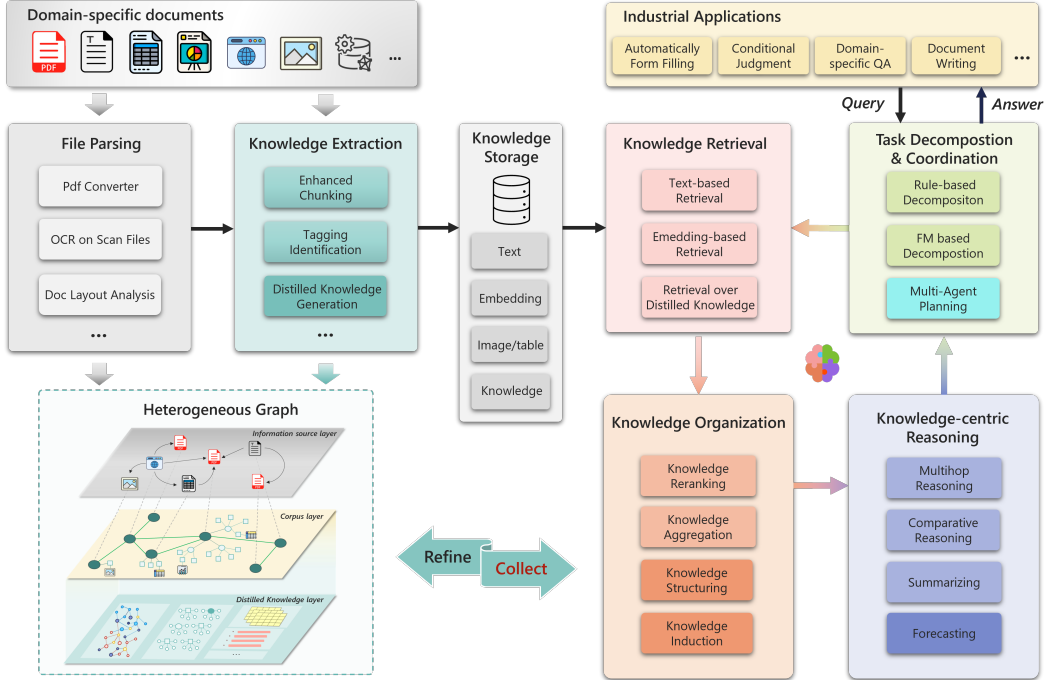 Domain-specific documents
PDF
T
...
Industrial Applications
Automatically
Form Filling
Conditional
Judgment
Domain-
specific QA
Document
Writing
...
Query
Answer
File Parsing
Pdf Converter
OCR on Scan Files
Doc Layout Analysis
...
Knowledge Extraction
Enhanced
Chunking
Tagging
Identification
Distilled Knowledge
Generation
...
Knowledge
Storage
Text
Embedding
Image/table
Knowledge
Knowledge Retrieval
Text-based
Retrieval
Emedding-based
Retrieval
Retrieval over
Distilled Knowledge
Task Decompostion
& Coordination
Rule-based
Decompositon
FM based
Decompostion
Multi-Agent
Planning
Heterogeneous Graph
Information source layer
Corpus layer
Distilled Knowledge layer
...
Refine
Collect
Knowledge Organization
Knowledge
Reranking
Knowledge
Aggregation
Knowledge
Structuring
Knowledge
Induction
Knowledge-centric
Reasoning
Multihop
Reasoning
Comparative
Reasoning
Summarizing
Forecasting